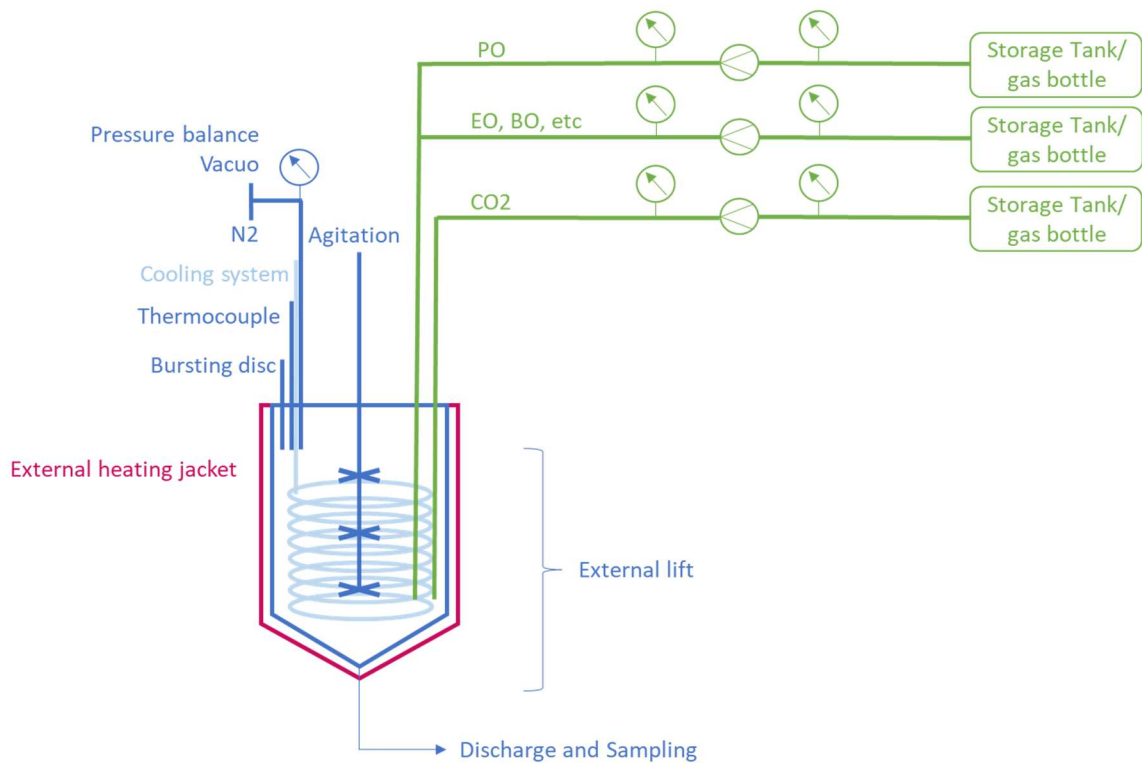 PO
Storage Tank/
gas bottle
EO, BO, etc
Storage Tank/
gas bottle
Pressure balance
Vacuo
CO2
Storage Tank/
gas bottle
N2
Agitation
Cooling system
Thermocouple
Bursting disc
External heating jacket
External lift
Discharge and Sampling